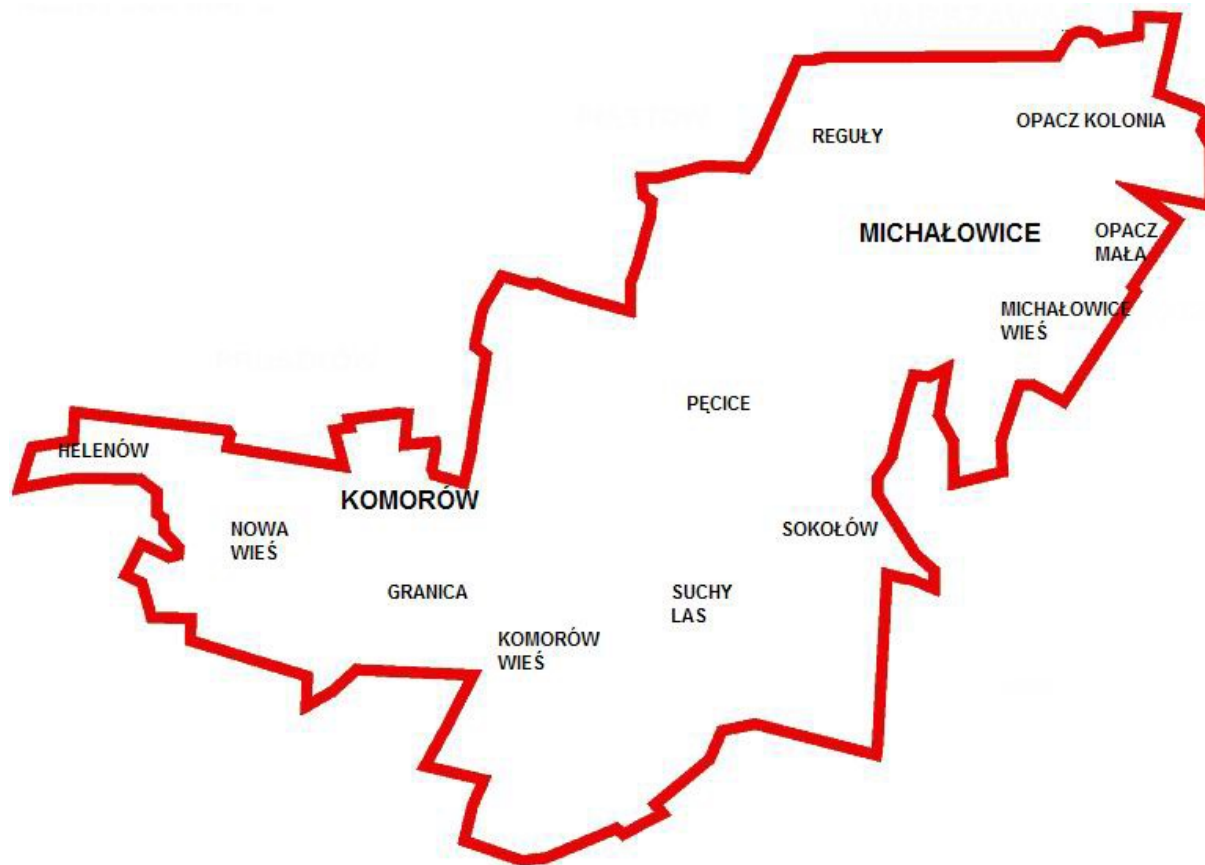 OPACZ KOLONIA
REGUŁY
MICHAŁOWICE
OPACZ
MAŁA
MICHAŁOWICE
WIEŚ
PĘCICE
HELENÓW
KOMORÓW
NOWA
WIEŚ
SOKOŁÓW
GRANICA
SUCHY
LAS
KOMORÓW
WIEŚ